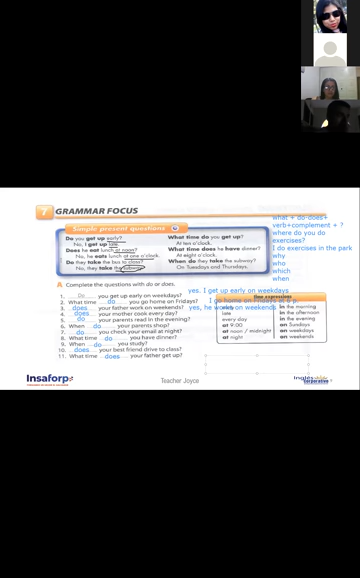 7 GRAMMAR FOCUS
Simple present questions
Do you get up early?
No, I get up late.
Does he eat lunch at noon?
No, he eats lunch at one o'clock.
Do they take the bus to class?
No, they take the subway.
What time do you get up?
At ten o'clock.
What time does he have dinner?
At eight o'clock.
When do they take the subway?
On Tuesdays and Thursdays.
what + do-does+
verb+complement + ?
where do you do
exercises?
I do exercises in the park
why
who
which
when
A Complete the questions with do or does.
1. Do you get up early on weekdays?
2. What time do you go home on Fridays?
3. does your father work on weekends?
4. does your mother cook every day?
5. do your parents read in the evening?
6. When do your parents shop?
7. do you check your email at night?
8. What time do you have dinner?
9. When do you study?
10. does your best friend drive to class?
11. What time does your father get up?
yes. I get up early on weekdays
I go home on Fridays at 6 p.
yes, he works on weekends
Time expressions
early
late
every day
at 9:00
at noon / midnight
at night
in the morning
in the afternoon
in the evening
on Sundays
on weekdays
on weekends
Insaforp
Teacher Joyce
Inglés
corporativo